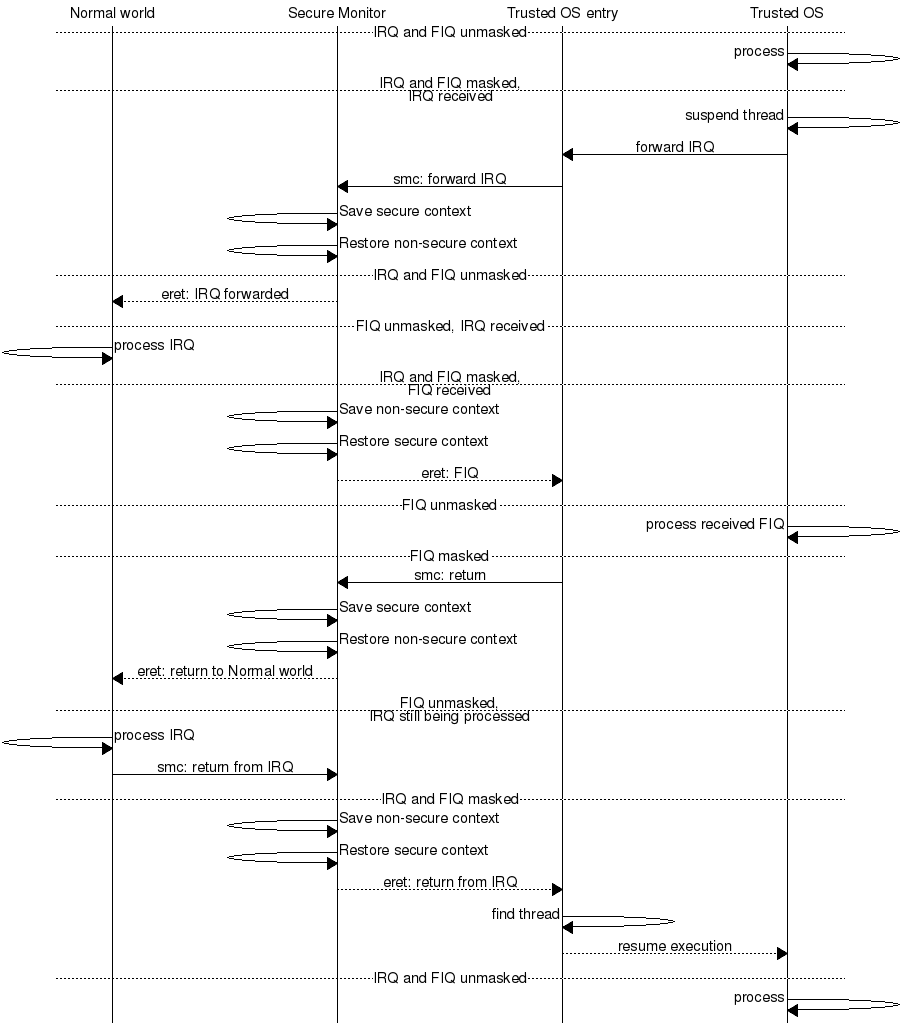 Normal world
Secure Monitor
Trusted OS entry
Trusted OS
IRQ and FIQ unmasked
process
IRQ and FIQ masked,
IRQ received
suspend thread
forward IRQ
smc: forward IRQ
Save secure context
Restore non-secure context
IRQ and FIQ unmasked
eret: IRQ forwarded
FIQ unmasked, IRQ received
process IRQ
IRQ and FIQ masked,
FIQ received
Save non-secure context
Restore secure context
eret: FIQ
FIQ unmasked
process received FIQ
FIQ masked
smc: return
Save secure context
Restore non-secure context
eret: return to Normal world
FIQ unmasked,
IRQ still being processed
process IRQ
smc: return from IRQ
IRQ and FIQ masked
Save non-secure context
Restore secure context
eret: return from IRQ
find thread
resume execution
IRQ and FIQ unmasked
process